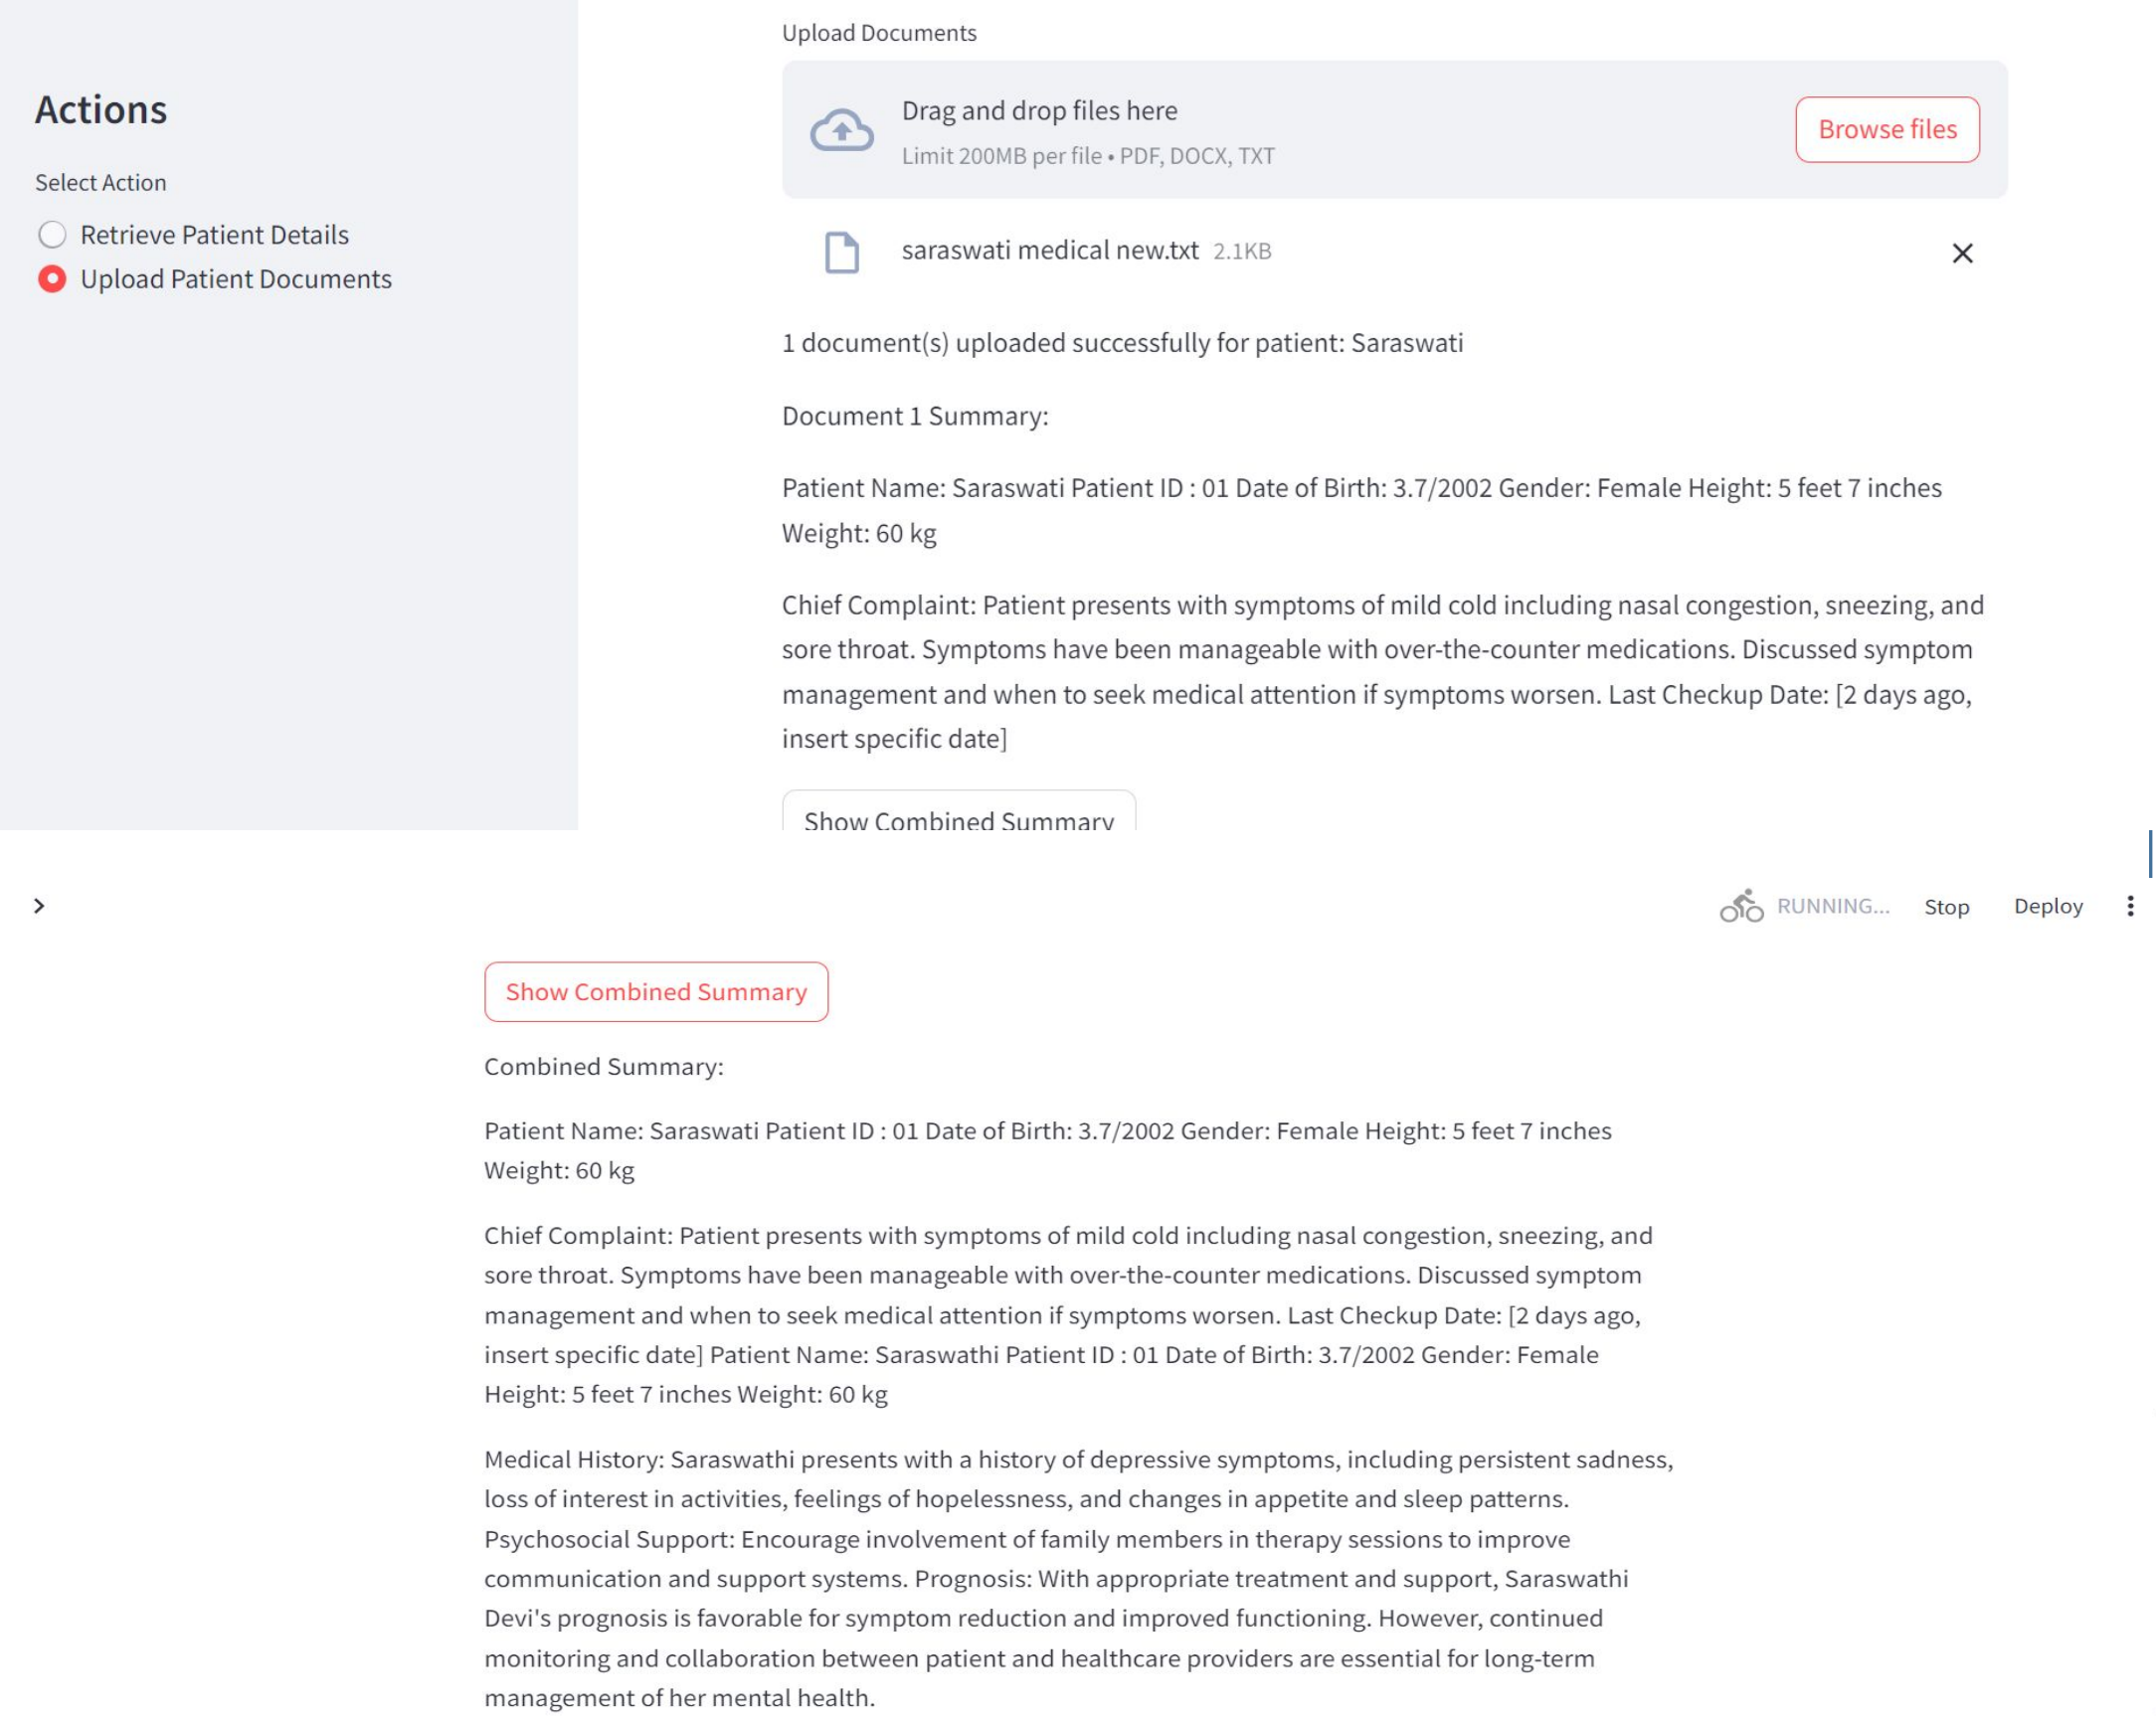 Actions
Select Action
Retrieve Patient Details
Upload Patient Documents
Upload Documents
Drag and drop files here
Limit 200MB per file • PDF, DOCX, TXT
Browse files
saraswati medical new.txt 2.1KB
1 document(s) uploaded successfully for patient: Saraswati
Document 1 Summary:
Patient Name: Saraswati Patient ID : 01 Date of Birth: 3.7/2002 Gender: Female Height: 5 feet 7 inches
Weight: 60 kg
Chief Complaint: Patient presents with symptoms of mild cold including nasal congestion, sneezing, and
sore throat. Symptoms have been manageable with over-the-counter medications. Discussed symptom
management and when to seek medical attention if symptoms worsen. Last Checkup Date: [2 days ago,
insert specific date]
Show Combined Summary
RUNNING... Stop Deploy
Show Combined Summary
Combined Summary:
Patient Name: Saraswati Patient ID : 01 Date of Birth: 3.7/2002 Gender: Female Height: 5 feet 7 inches
Weight: 60 kg
Chief Complaint: Patient presents with symptoms of mild cold including nasal congestion, sneezing, and
sore throat. Symptoms have been manageable with over-the-counter medications. Discussed symptom
management and when to seek medical attention if symptoms worsen. Last Checkup Date: [2 days ago,
insert specific date] Patient Name: Saraswathi Patient ID : 01 Date of Birth: 3.7/2002 Gender: Female
Height: 5 feet 7 inches Weight: 60 kg
Medical History: Saraswathi presents with a history of depressive symptoms, including persistent sadness,
loss of interest in activities, feelings of hopelessness, and changes in appetite and sleep patterns.
Psychosocial Support: Encourage involvement of family members in therapy sessions to improve
communication and support systems. Prognosis: With appropriate treatment and support, Saraswathi
Devi's prognosis is favorable for symptom reduction and improved functioning. However, continued
monitoring and collaboration between patient and healthcare providers are essential for long-term
management of her mental health.